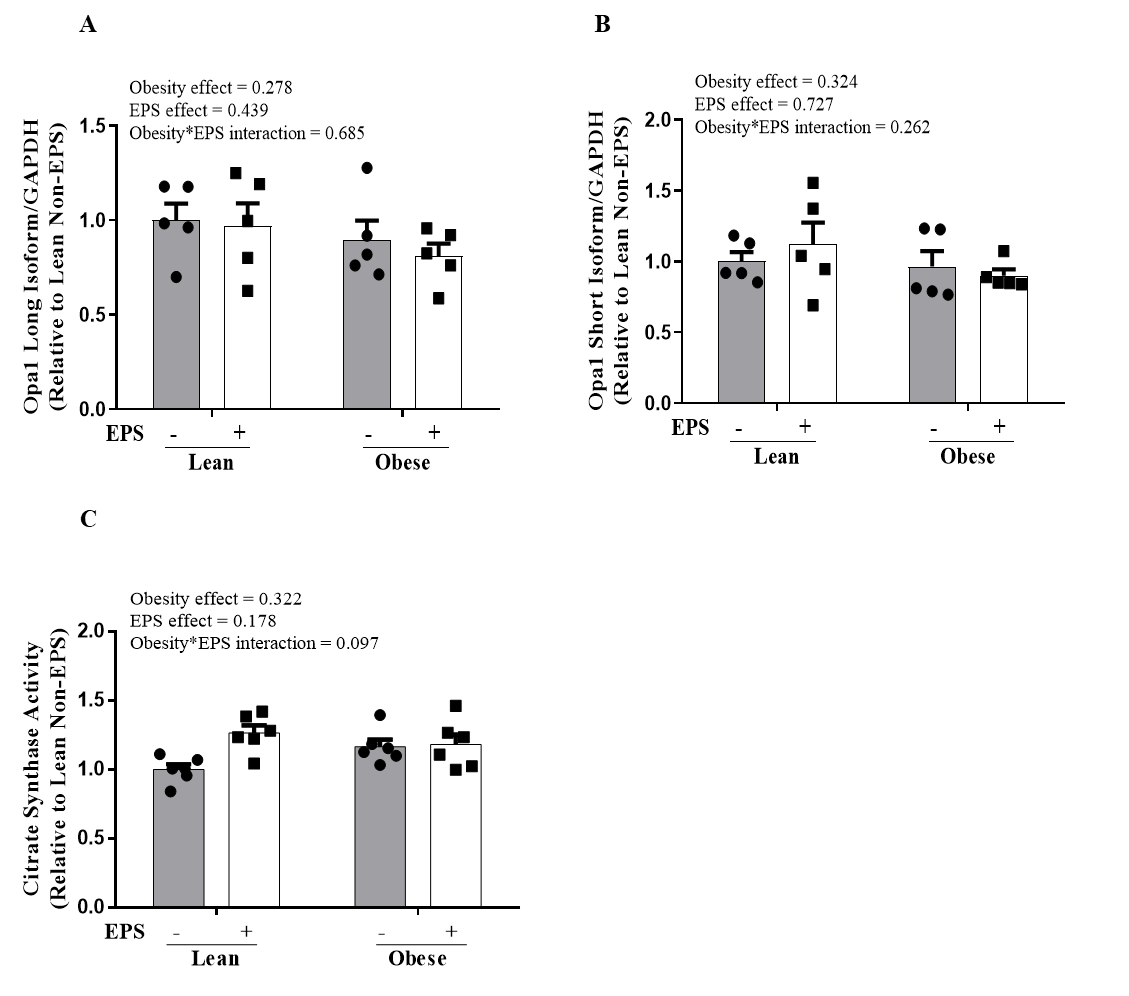 A
Obesity effect = 0.278
EPS effect = 0.439
Obesity*EPS interaction = 0.685
Opa1 Long Isoform/GAPDH
(Relative to Lean Non-EPS)
1.5
1.0
0.5
0.0
EPS - + - +
Lean Obese
B
Obesity effect = 0.324
EPS effect = 0.727
Obesity*EPS interaction = 0.262
Opa1 Short Isoform/GAPDH
(Relative to Lean Non-EPS)
2.0
1.5
1.0
0.5
0.0
EPS - + - +
Lean Obese
C
Obesity effect = 0.322
EPS effect = 0.178
Obesity*EPS interaction = 0.097
Citrate Synthase Activity
(Relative to Lean Non-EPS)
2.0
1.5
1.0
0.5
0.0
EPS - + - +
Lean Obese